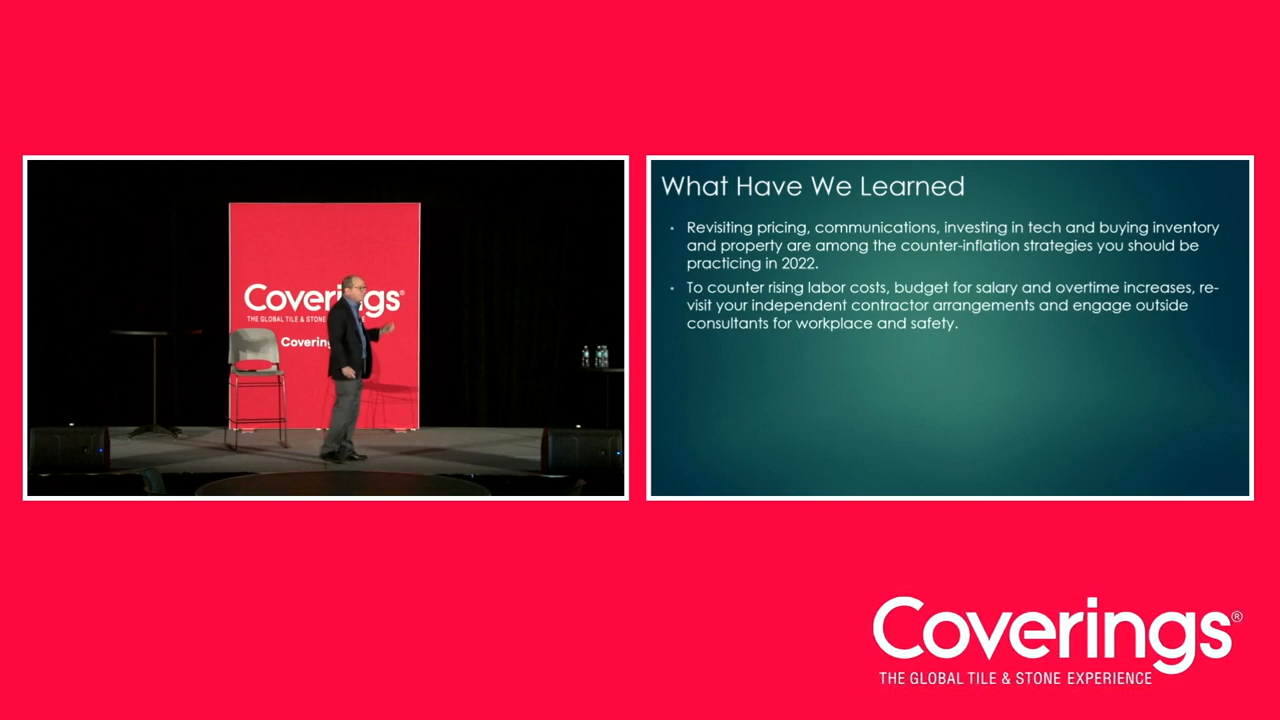 Coverings®
THE GLOBAL TILE & STONE
Covering
What Have We Learned
• Revisiting pricing, communications, investing in tech and buying inventory
and property are among the counter-inflation strategies you should be
practicing in 2022.
• To counter rising labor costs, budget for salary and overtime increases, re-
visit your independent contractor arrangements and engage outside
consultants for workplace and safety.
Coverings®
THE GLOBAL TILE & STONE EXPERIENCE